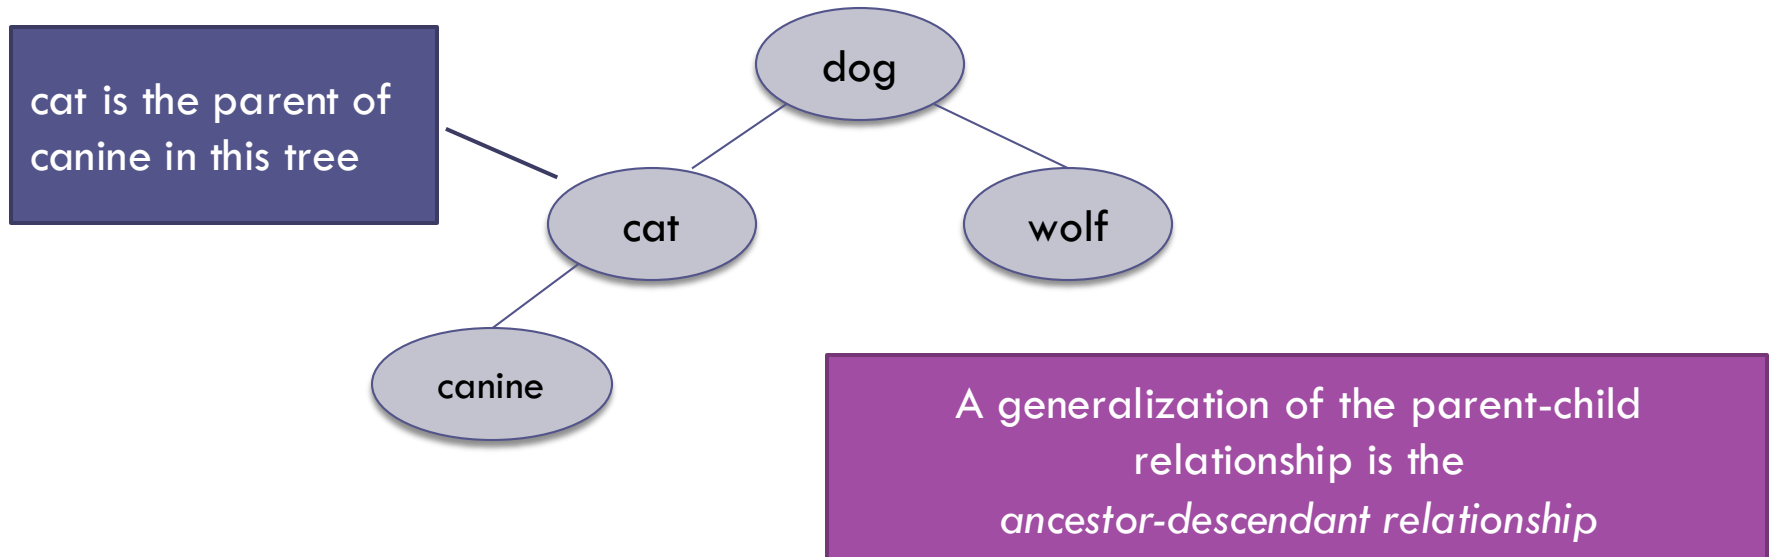 dog
cat is the parent of
canine in this tree
cat
wolf
canine
A generalization of the parent-child
relationship is the
ancestor-descendant relationship